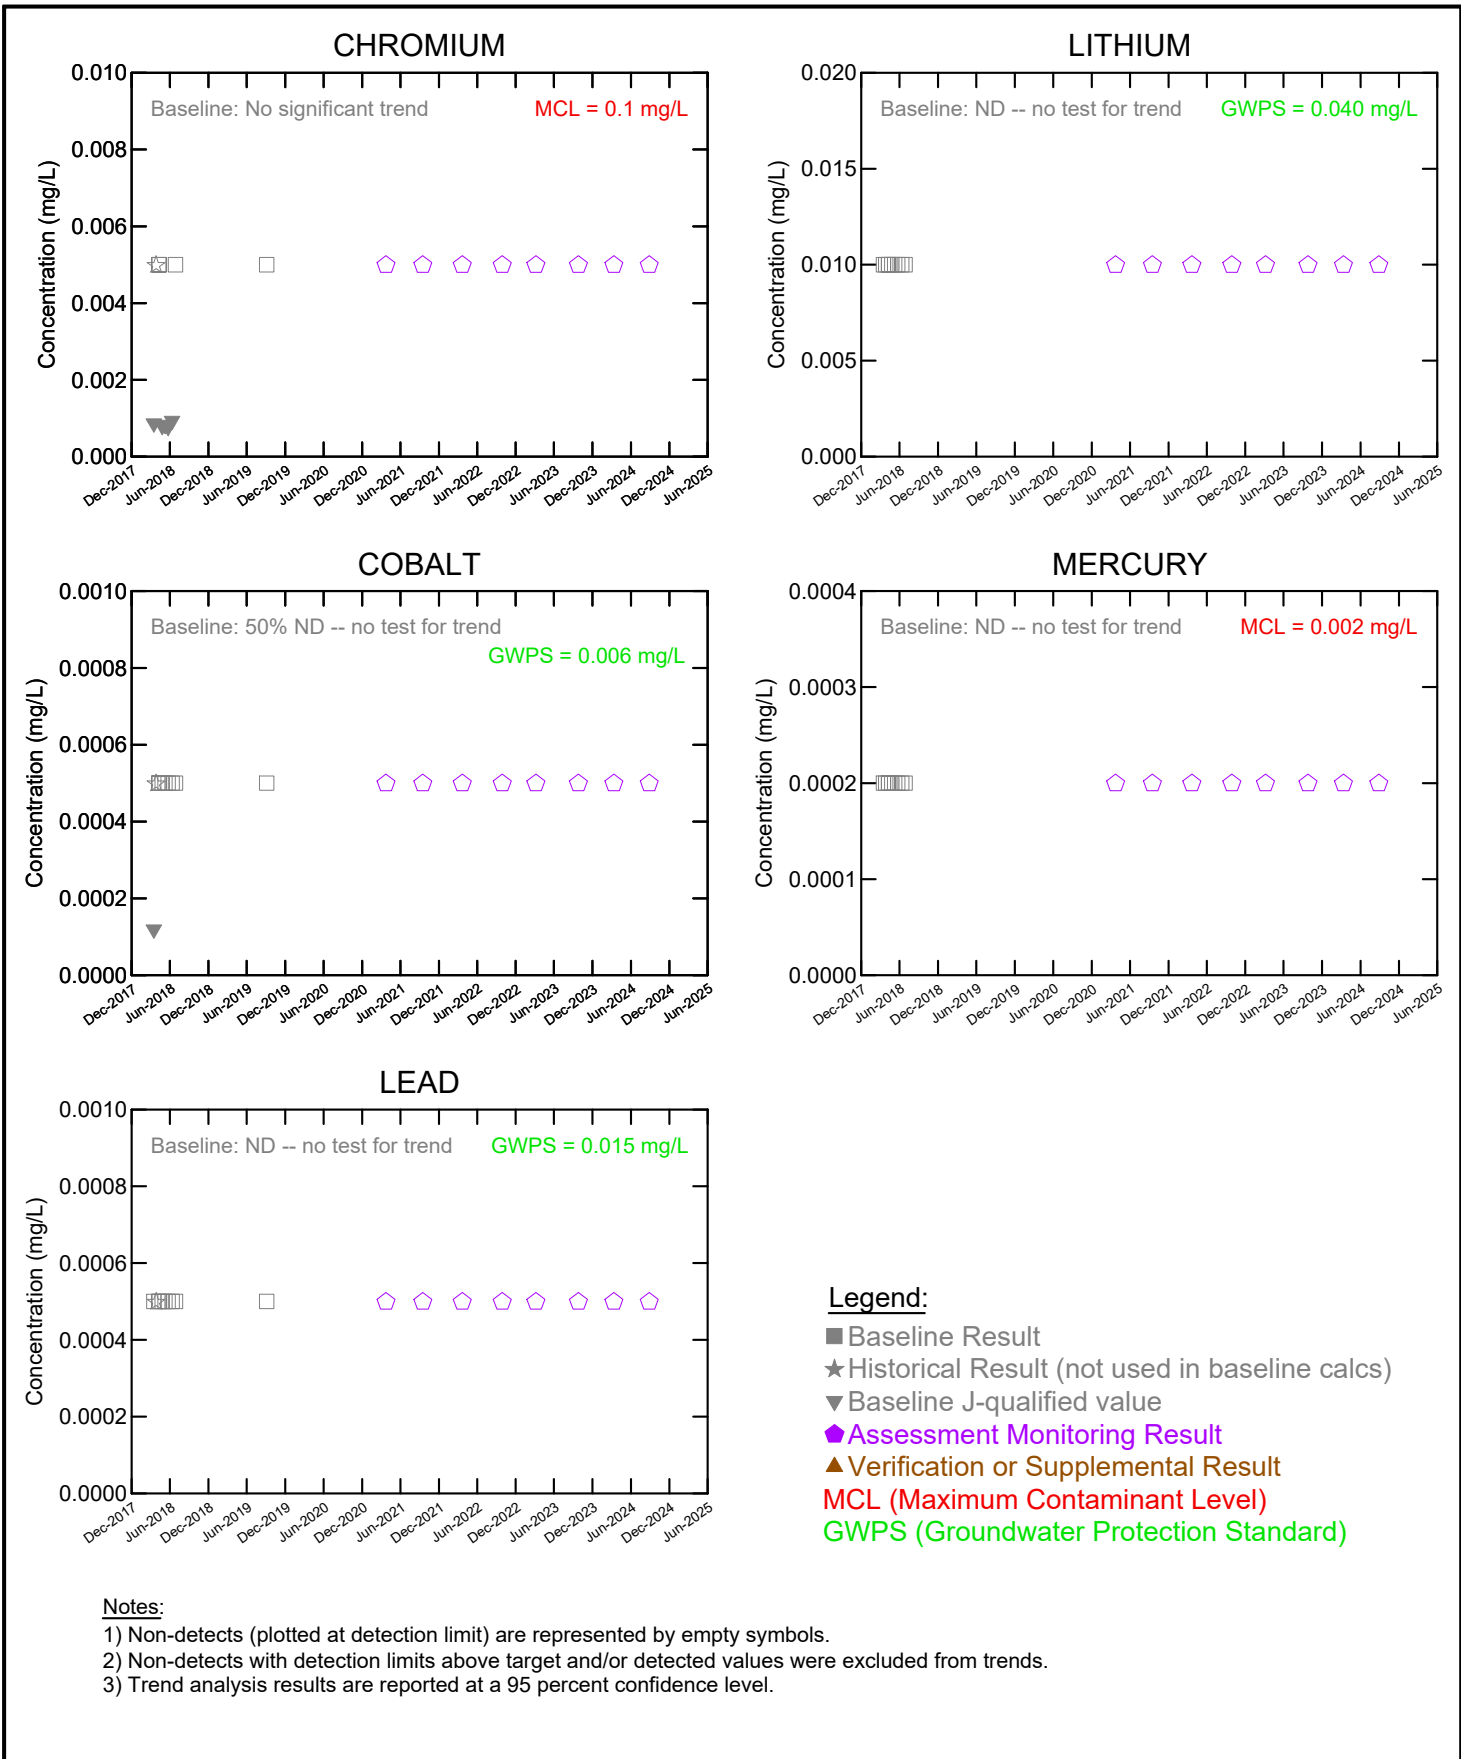 CHROMIUM
Baseline: No significant trend
MCL = 0.1 mg/L
Concentration (mg/L)
0.010
0.008
0.006
0.004
0.002
0.000
Dec-2017
Jun-2018
Dec-2018
Jun-2019
Dec-2019
Jun-2020
Dec-2020
Jun-2021
Dec-2021
Jun-2022
Dec-2022
Jun-2023
Dec-2023
Jun-2024
Dec-2024
Jun-2025
LITHIUM
Baseline: ND -- no test for trend
GWPS = 0.040 mg/L
Concentration (mg/L)
0.020
0.015
0.010
0.005
0.000
Dec-2017
Jun-2018
Dec-2018
Jun-2019
Dec-2019
Jun-2020
Dec-2020
Jun-2021
Dec-2021
Jun-2022
Dec-2022
Jun-2023
Dec-2023
Jun-2024
Dec-2024
Jun-2025
COBALT
Baseline: 50% ND -- no test for trend
GWPS = 0.006 mg/L
Concentration (mg/L)
0.0010
0.0008
0.0006
0.0004
0.0002
0.0000
Dec-2017
Jun-2018
Dec-2018
Jun-2019
Dec-2019
Jun-2020
Dec-2020
Jun-2021
Dec-2021
Jun-2022
Dec-2022
Jun-2023
Dec-2023
Jun-2024
Dec-2024
Jun-2025
MERCURY
Baseline: ND -- no test for trend
MCL = 0.002 mg/L
Concentration (mg/L)
0.0004
0.0003
0.0002
0.0001
0.0000
Dec-2017
Jun-2018
Dec-2018
Jun-2019
Dec-2019
Jun-2020
Dec-2020
Jun-2021
Dec-2021
Jun-2022
Dec-2022
Jun-2023
Dec-2023
Jun-2024
Dec-2024
Jun-2025
LEAD
Baseline: ND -- no test for trend
GWPS = 0.015 mg/L
Concentration (mg/L)
0.0010
0.0008
0.0006
0.0004
0.0002
0.0000
Dec-2017
Jun-2018
Dec-2018
Jun-2019
Dec-2019
Jun-2020
Dec-2020
Jun-2021
Dec-2021
Jun-2022
Dec-2022
Jun-2023
Dec-2023
Jun-2024
Dec-2024
Jun-2025
Legend:
Baseline Result
Historical Result (not used in baseline calcs)
Baseline J-qualified value
Assessment Monitoring Result
Verification or Supplemental Result
MCL (Maximum Contaminant Level)
GWPS (Groundwater Protection Standard)
Notes:
1) Non-detects (plotted at detection limit) are represented by empty symbols.
2) Non-detects with detection limits above target and/or detected values were excluded from trends.
3) Trend analysis results are reported at a 95 percent confidence level.